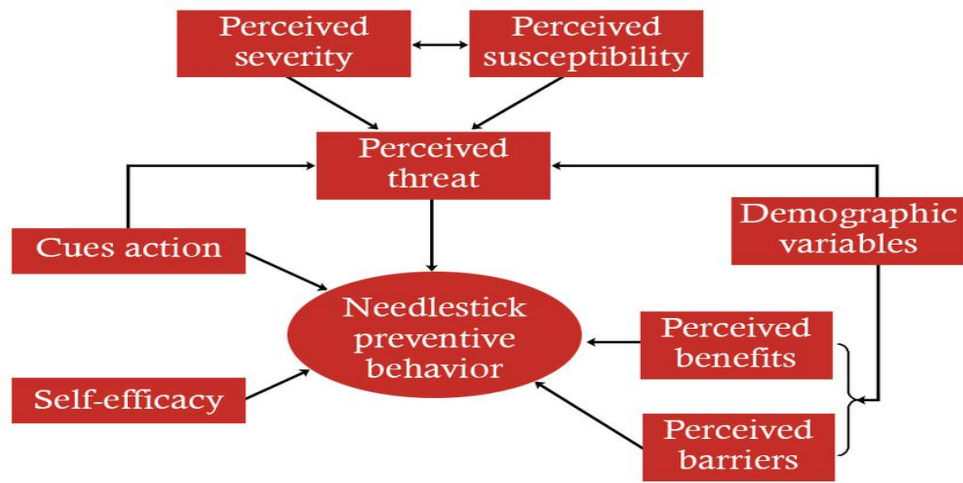 Perceived
severity
Perceived
susceptibility
Perceived
threat
Cues action
Demographic
variables
Needlestick
preventive
behavior
Perceived
benefits
Self-efficacy
Perceived
barriers